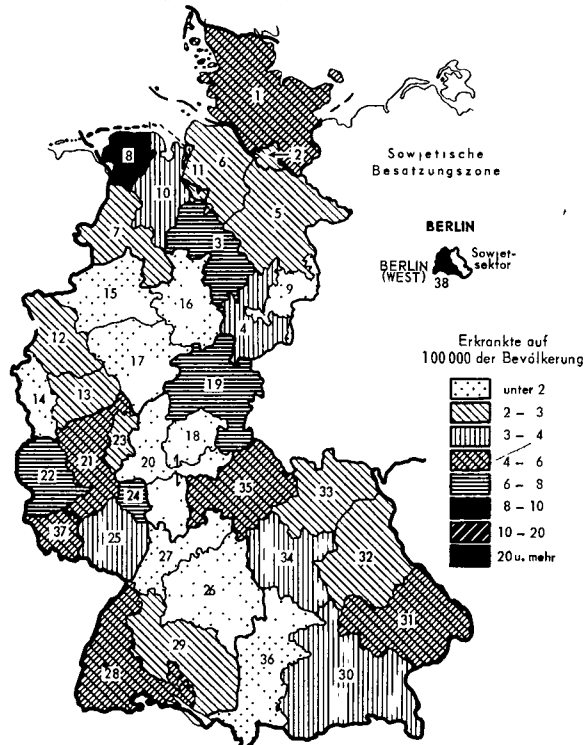 1
Sowjetische
Besatzungszone
2
8
11
6
10
5
BERLIN
7
3
BERLIN
(WEST)
38
Sowjet-
sektor
15
16
9
4
12
17
Erkrankte auf
100 000 der Bevölkerung
19
14
13
unter 2
2 – 3
3 – 4
4 – 6
6 – 8
8 – 10
10 – 20
20 u. mehr
23
18
21
20
22
24
35
33
37
25
34
27
32
26
31
29
36
28
30